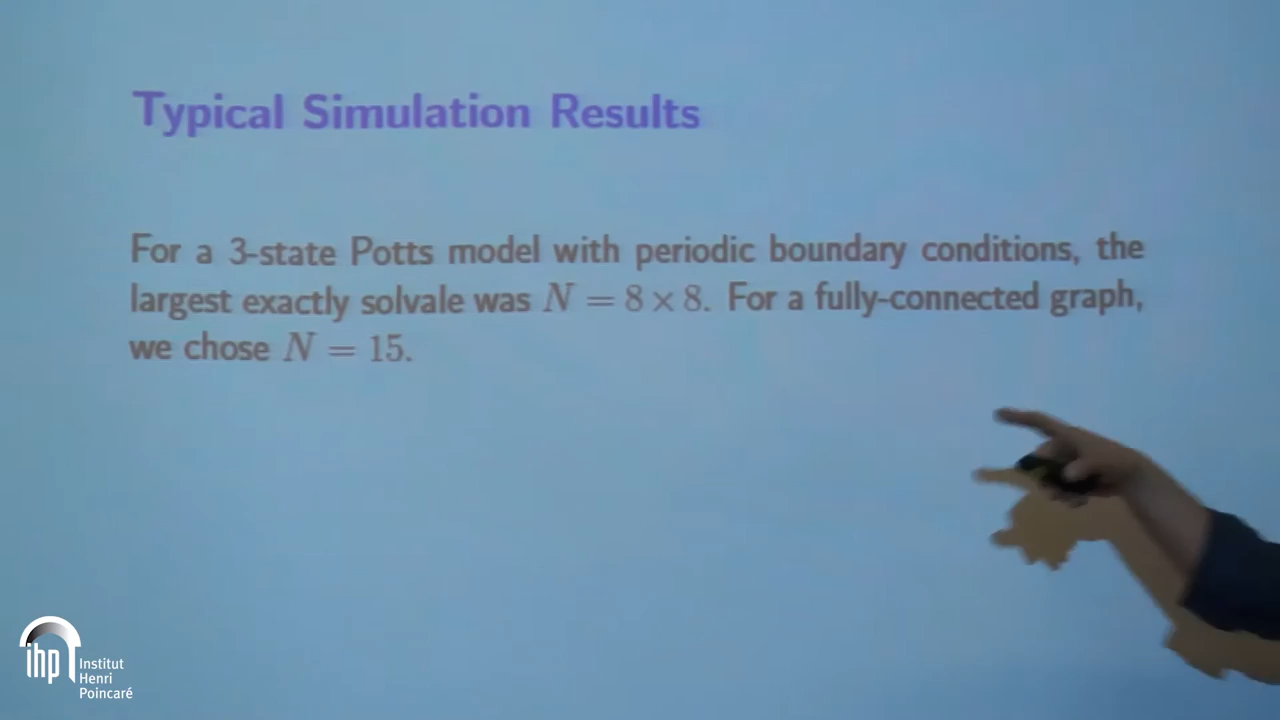 Typical Simulation Results
For a 3-state Potts model with periodic boundary conditions, the
largest exactly solvale was N = 8 × 8. For a fully-connected graph,
we chose N = 15.
ihp
Institut
Henri
Poincaré